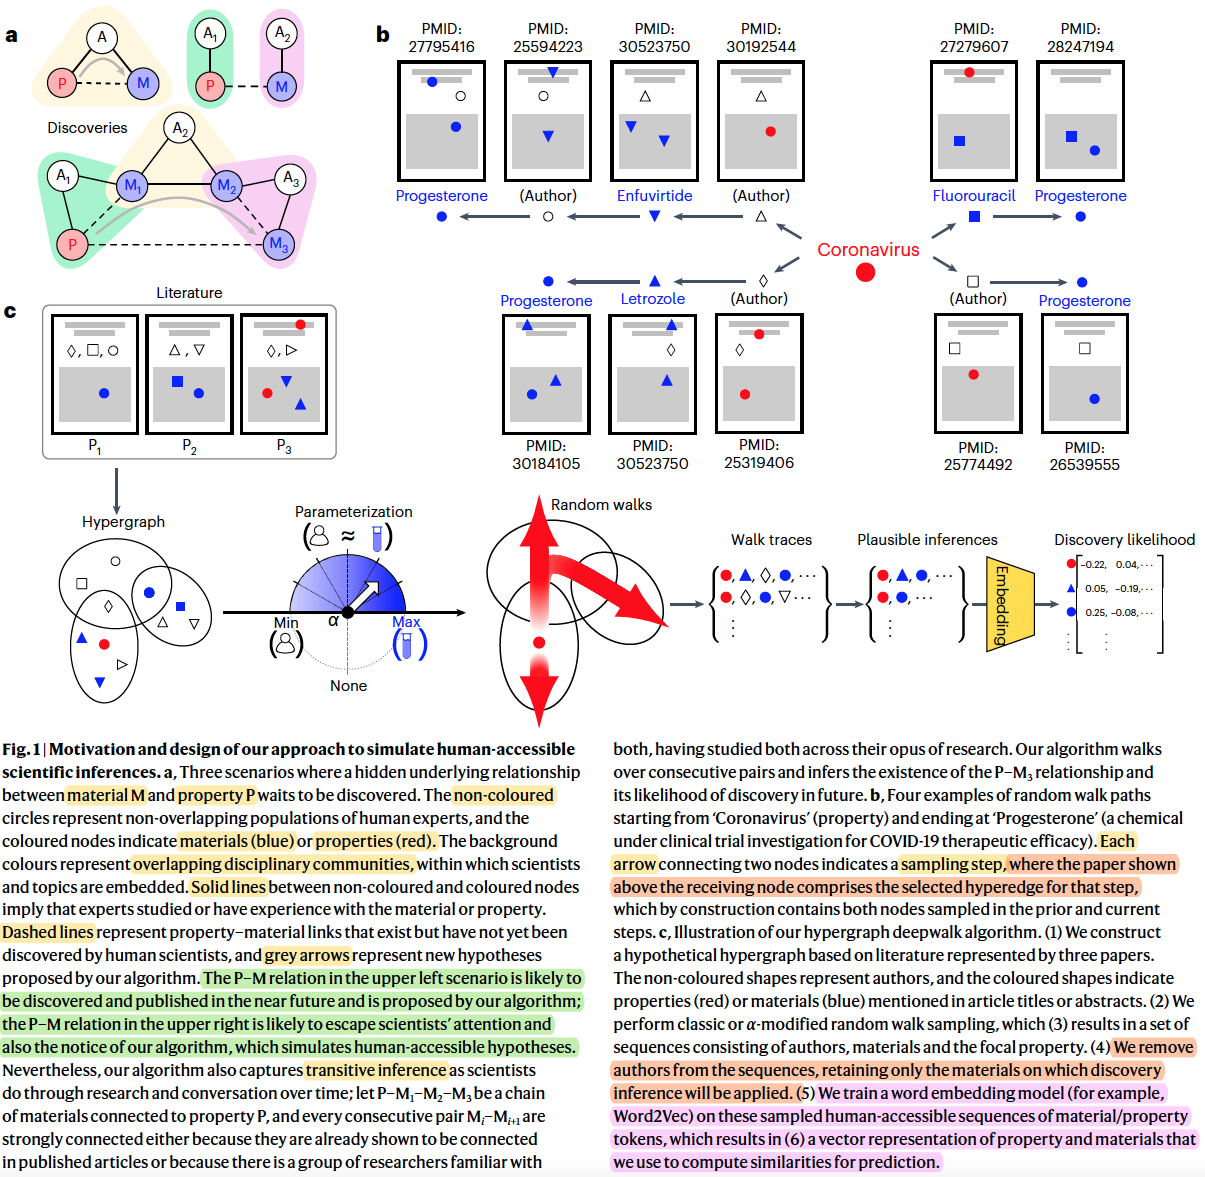 a
A
P
M
A1
P
A2
M
Discoveries
A2
A1
M1
M2
A3
P
M3
b
PMID:
27795416
PMID:
25594223
PMID:
30523750
PMID:
30192544
PMID:
27279607
PMID:
28247194
Progesterone
(Author)
Enfuvirtide
(Author)
Fluorouracil
Progesterone
Coronavirus
Progesterone
Letrozole
(Author)
(Author)
Progesterone
PMID:
30184105
PMID:
30523750
PMID:
25319406
PMID:
25774492
PMID:
26539555
c
Literature
P1
P2
P3
Hypergraph
Parameterization
( ≈ )
Min
α
Max
( )
( )
None
Random walks
Walk traces
Plausible inferences
Embedding
Discovery likelihood
-0.22, 0.04,···
0.05, -0.19,···
0.25, -0.08,···
Fig. 1 | Motivation and design of our approach to simulate human-accessible
scientific inferences. a, Three scenarios where a hidden underlying relationship
between material M and property P waits to be discovered. The non-coloured
circles represent non-overlapping populations of human experts, and the
coloured nodes indicate materials (blue) or properties (red). The background
colours represent overlapping disciplinary communities, within which scientists
and topics are embedded. Solid lines between non-coloured and coloured nodes
imply that experts studied or have experience with the material or property.
Dashed lines represent property–material links that exist but have not yet been
discovered by human scientists, and grey arrows represent new hypotheses
proposed by our algorithm. The P–M relation in the upper left scenario is likely to
be discovered and published in the near future and is proposed by our algorithm;
the P–M relation in the upper right is likely to escape scientists’ attention and
also the notice of our algorithm, which simulates human-accessible hypotheses.
Nevertheless, our algorithm also captures transitive inference as scientists
do through research and conversation over time; let P–M1–M2–M3 be a chain
of materials connected to property P, and every consecutive pair Mi–Mi+1 are
strongly connected either because they are already shown to be connected
in published articles or because there is a group of researchers familiar with
both, having studied both across their opus of research. Our algorithm walks
over consecutive pairs and infers the existence of the P–M3 relationship and
its likelihood of discovery in future. b, Four examples of random walk paths
starting from ‘Coronavirus’ (property) and ending at ‘Progesterone’ (a chemical
under clinical trial investigation for COVID-19 therapeutic efficacy). Each
arrow connecting two nodes indicates a sampling step, where the paper shown
above the receiving node comprises the selected hyperedge for that step,
which by construction contains both nodes sampled in the prior and current
steps. c, Illustration of our hypergraph deepwalk algorithm. (1) We construct
a hypothetical hypergraph based on literature represented by three papers.
The non-coloured shapes represent authors, and the coloured shapes indicate
properties (red) or materials (blue) mentioned in article titles or abstracts. (2) We
perform classic or α-modified random walk sampling, which (3) results in a set of
sequences consisting of authors, materials and the focal property. (4) We remove
authors from the sequences, retaining only the materials on which discovery
inference will be applied. (5) We train a word embedding model (for example,
Word2Vec) on these sampled human-accessible sequences of material/property
tokens, which results in (6) a vector representation of property and materials that
we use to compute similarities for prediction.